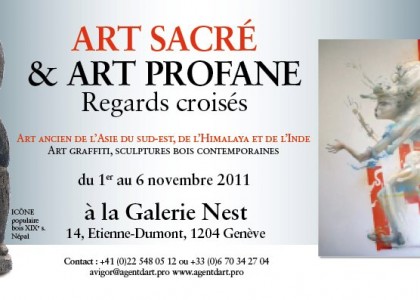 ART SACRÉ
& ART PROFANE
Regards croisés
Art ancien de l'Asie du sud-est, de l'Himalaya et de l'Inde
Art graffiti, sculptures bois contemporaines
du 1er au 6 novembre 2011
à la Galerie Nest
14, Etienne-Dumont, 1204 Genève
ICÔNE
populaire
bois XIXe s.
Népal
Contact : +41 (0)22 548 05 12 ou +33 (0)6 70 34 27 04
avigor@agentdart.pro www.agentdart.pro